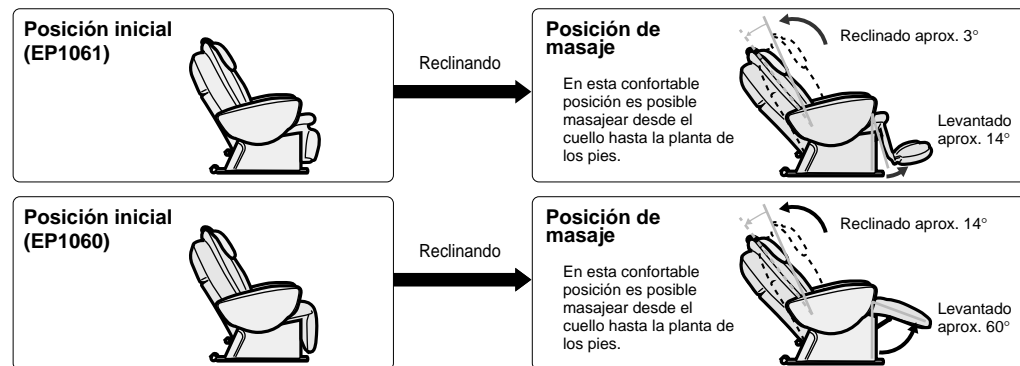 Posición inicial
(EP1061)
Reclinando
Posición de
masaje
En esta confortable
posición es posible
masajear desde el
cuello hasta la planta de
los pies.
Reclinado aprox. 3°
Levantado
aprox. 14°
Posición inicial
(EP1060)
Reclinando
Posición de
masaje
En esta confortable
posición es posible
masajear desde el
cuello hasta la planta de
los pies.
Reclinado aprox. 14°
Levantado
aprox. 60°